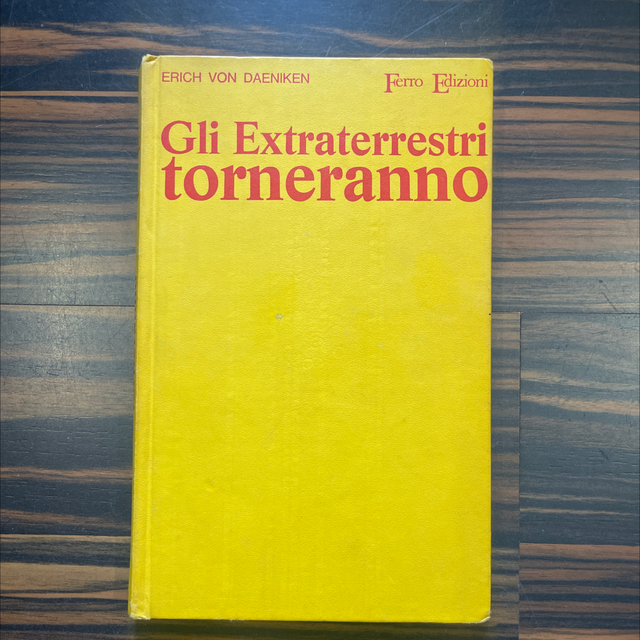 ERICH VON DAENIKEN
Ferro Edizioni
Gli Extraterrestri
torneranno